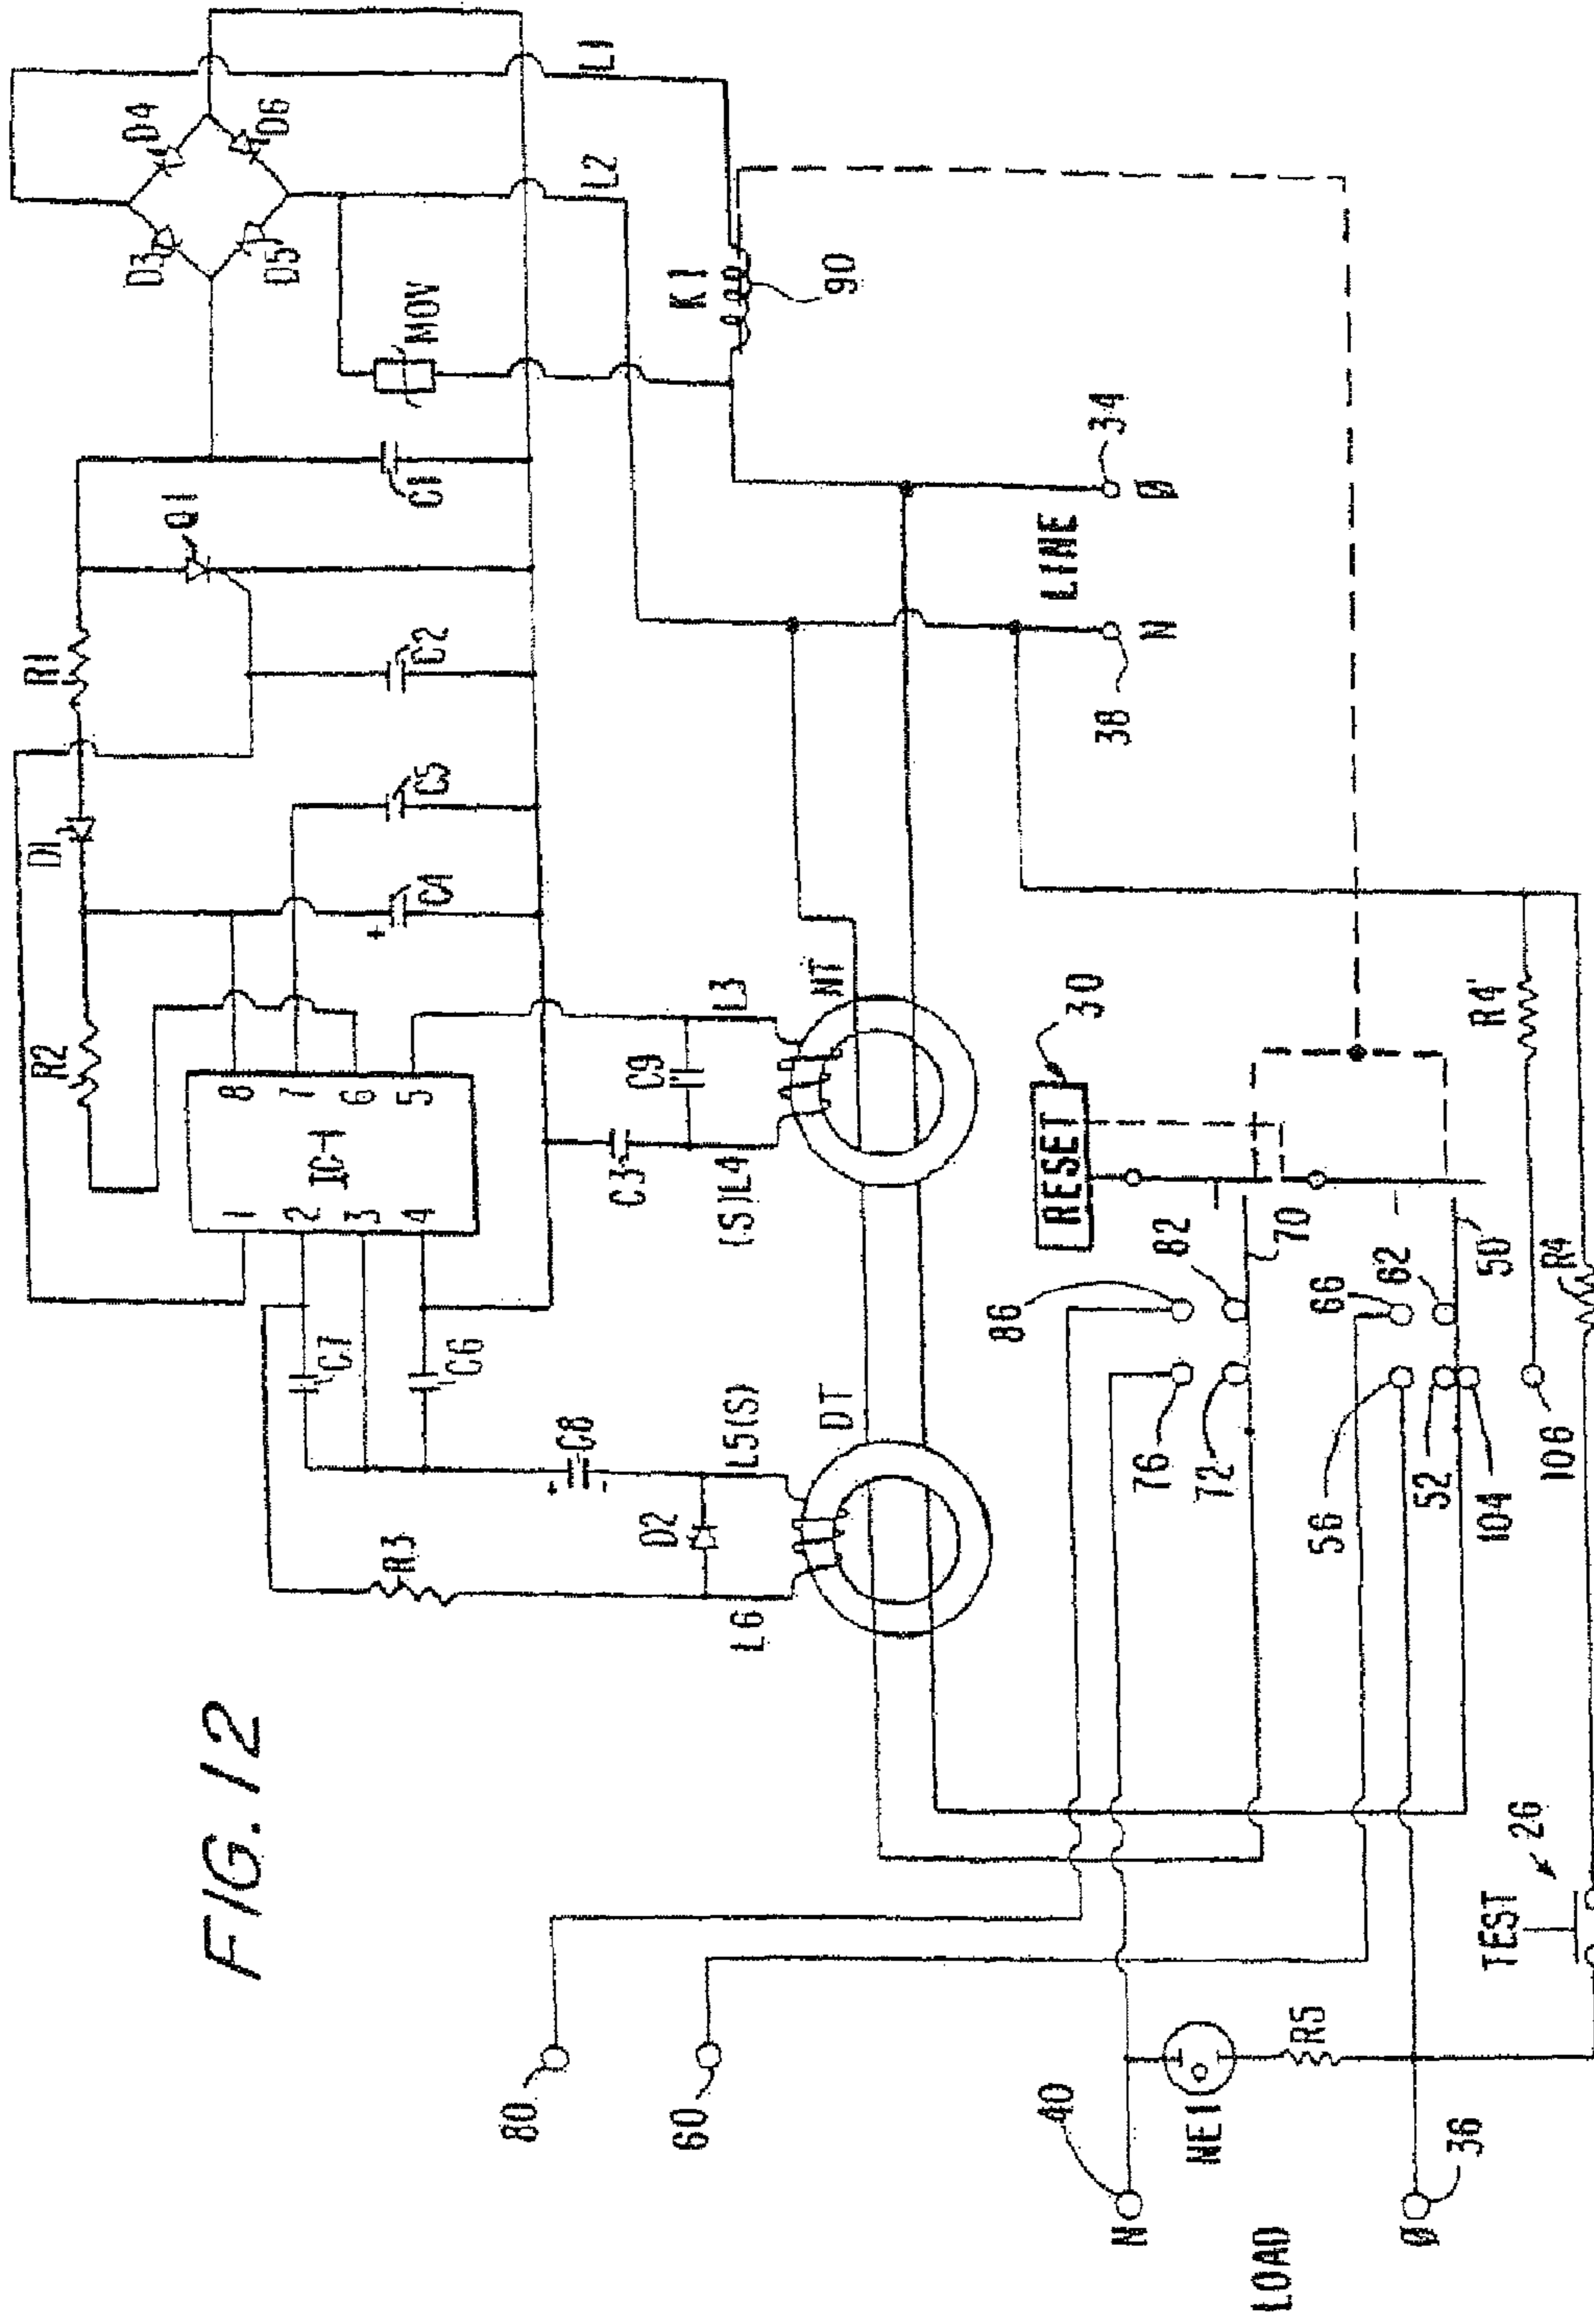 FIG. 12
D4
D6
D3
D5
L1
L2
MOV
K1
90
Q1
C1
R1
C2
D1
C5
C4
R2
IC-1
8
7
6
5
1
2
3
4
C7
C6
C8
R3
D2
L5(S)
L6
DT
C9
C3
L3
(S)L4
NT
34
Ø
LINE
N
38
30
RESET
R4'
R4
86
82
70
76
72
66
62
50
56
52
104
106
26
TEST
80
60
40
N
NE1
R5
Ø
36
LOAD